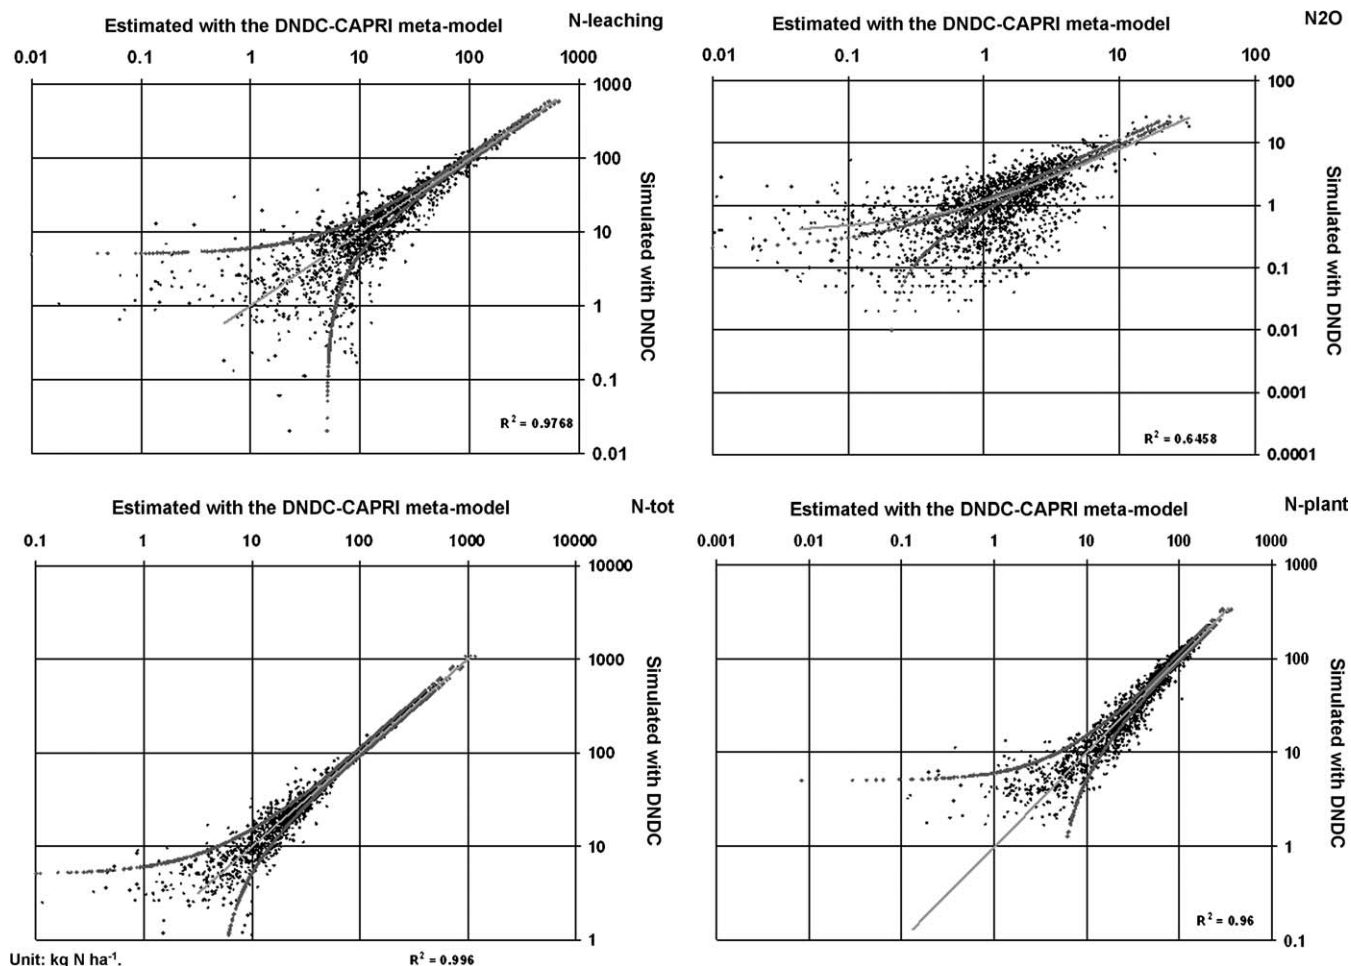 Estimated with the DNDC-CAPRI meta-model N-leaching
0.01 0.1 1 10 100 1000
1000
100
10
1
0.1
0.01
Simulated with DNDC
R² = 0.9768
Estimated with the DNDC-CAPRI meta-model N2O
0.01 0.1 1 10 100
100
10
1
0.1
0.01
0.001
0.0001
Simulated with DNDC
R² = 0.6458
Estimated with the DNDC-CAPRI meta-model N-tot
0.1 1 10 100 1000 10000
10000
1000
100
10
1
Simulated with DNDC
Unit: kg N ha⁻¹.
R² = 0.996
Estimated with the DNDC-CAPRI meta-model N-plant
0.001 0.01 0.1 1 10 100 1000
1000
100
10
1
0.1
Simulated with DNDC
R² = 0.96